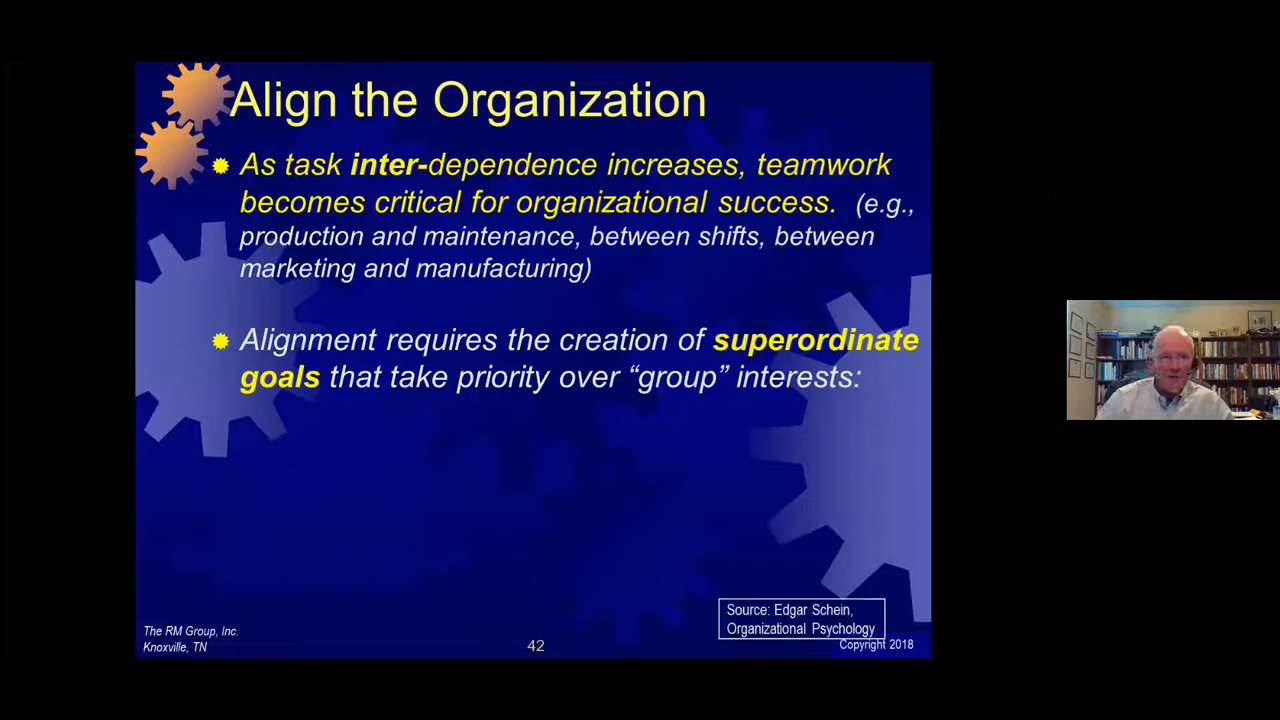 Align the Organization
As task inter-dependence increases, teamwork
becomes critical for organizational success. (e.g.,
production and maintenance, between shifts, between
marketing and manufacturing)
Alignment requires the creation of superordinate
goals that take priority over “group” interests:
Source: Edgar Schein,
Organizational Psychology
The RM Group, Inc.
Knoxville, TN
42
Copyright 2018